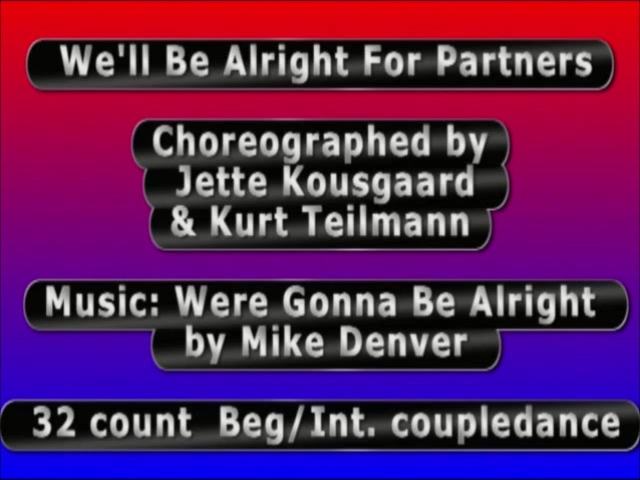 We'll Be Alright For Partners
Choreographed by
Jette Kousgaard
& Kurt Teilmann
Music: Were Gonna Be Alright
by Mike Denver
32 count  Beg/Int. coupledance